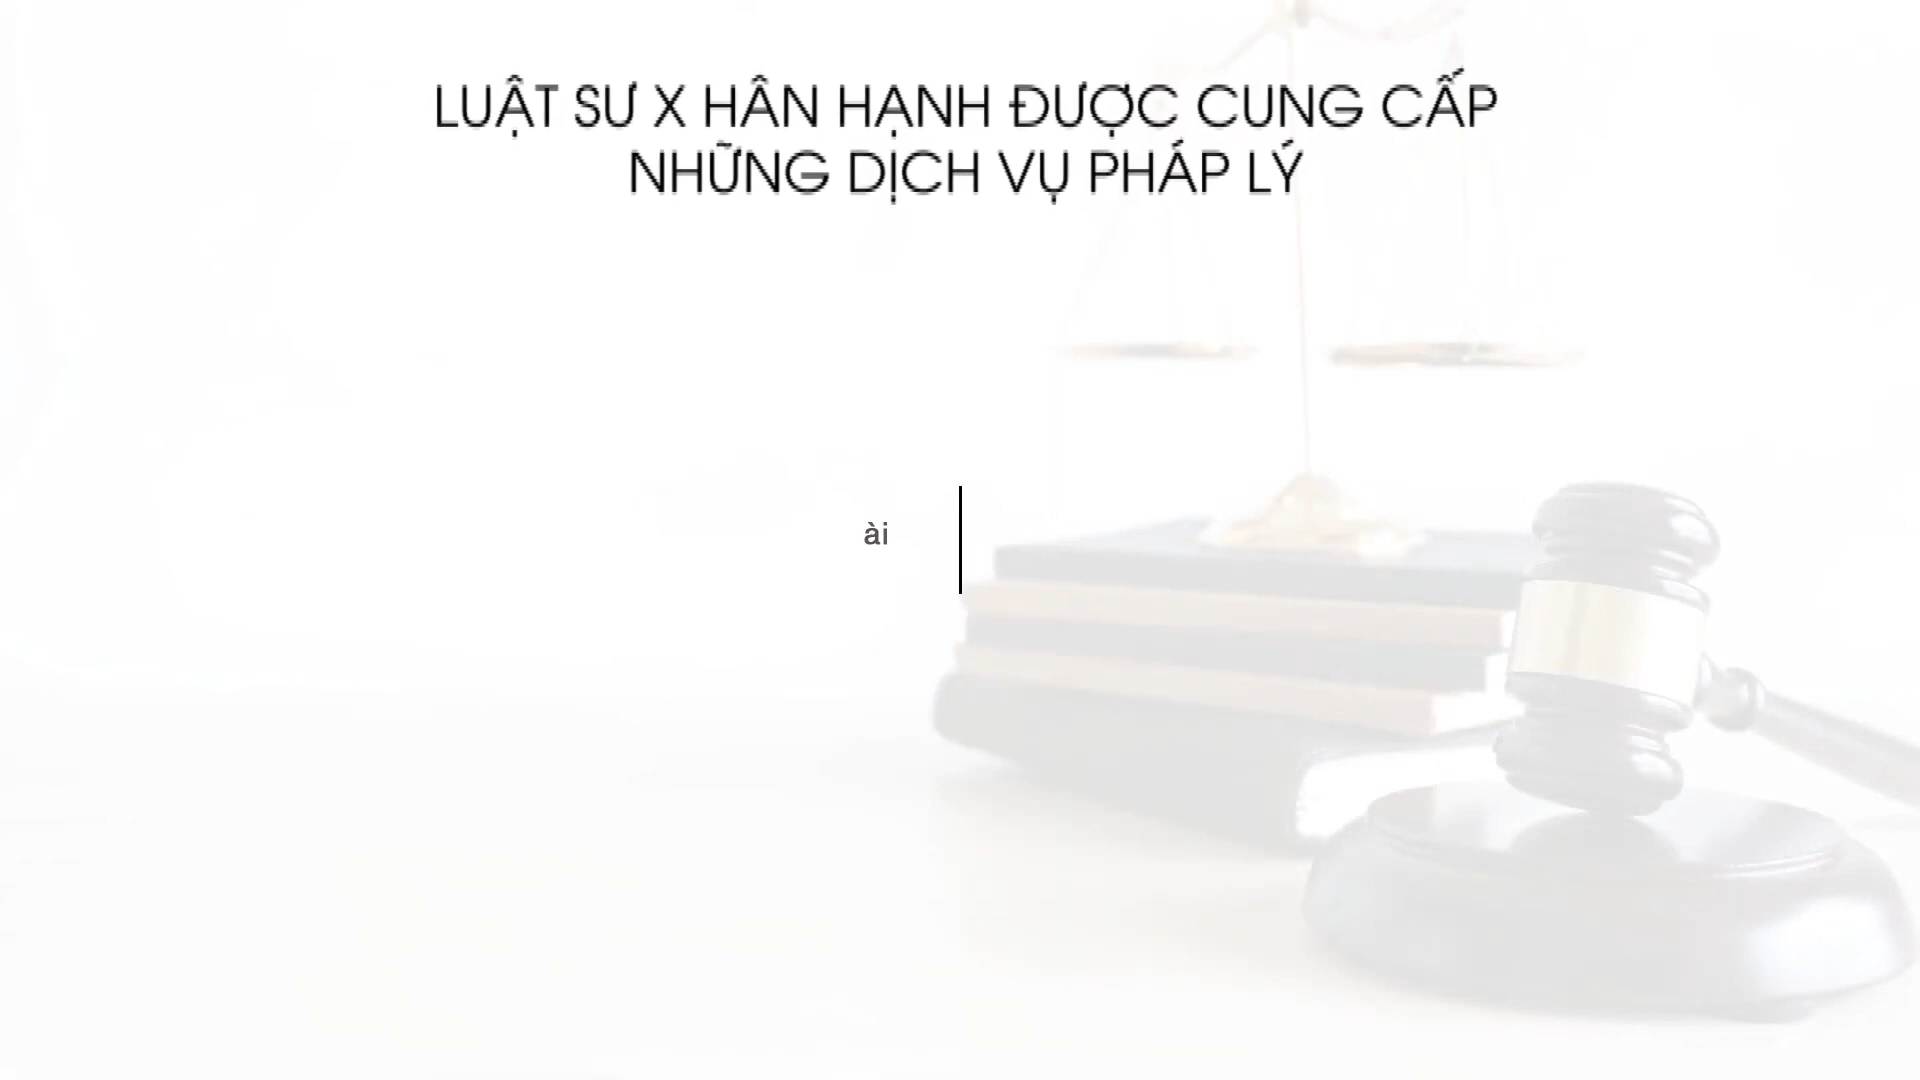 LUẬT SƯ X HÂN HẠNH ĐƯỢC CUNG CẤP
NHỮNG DỊCH VỤ PHÁP LÝ
ài